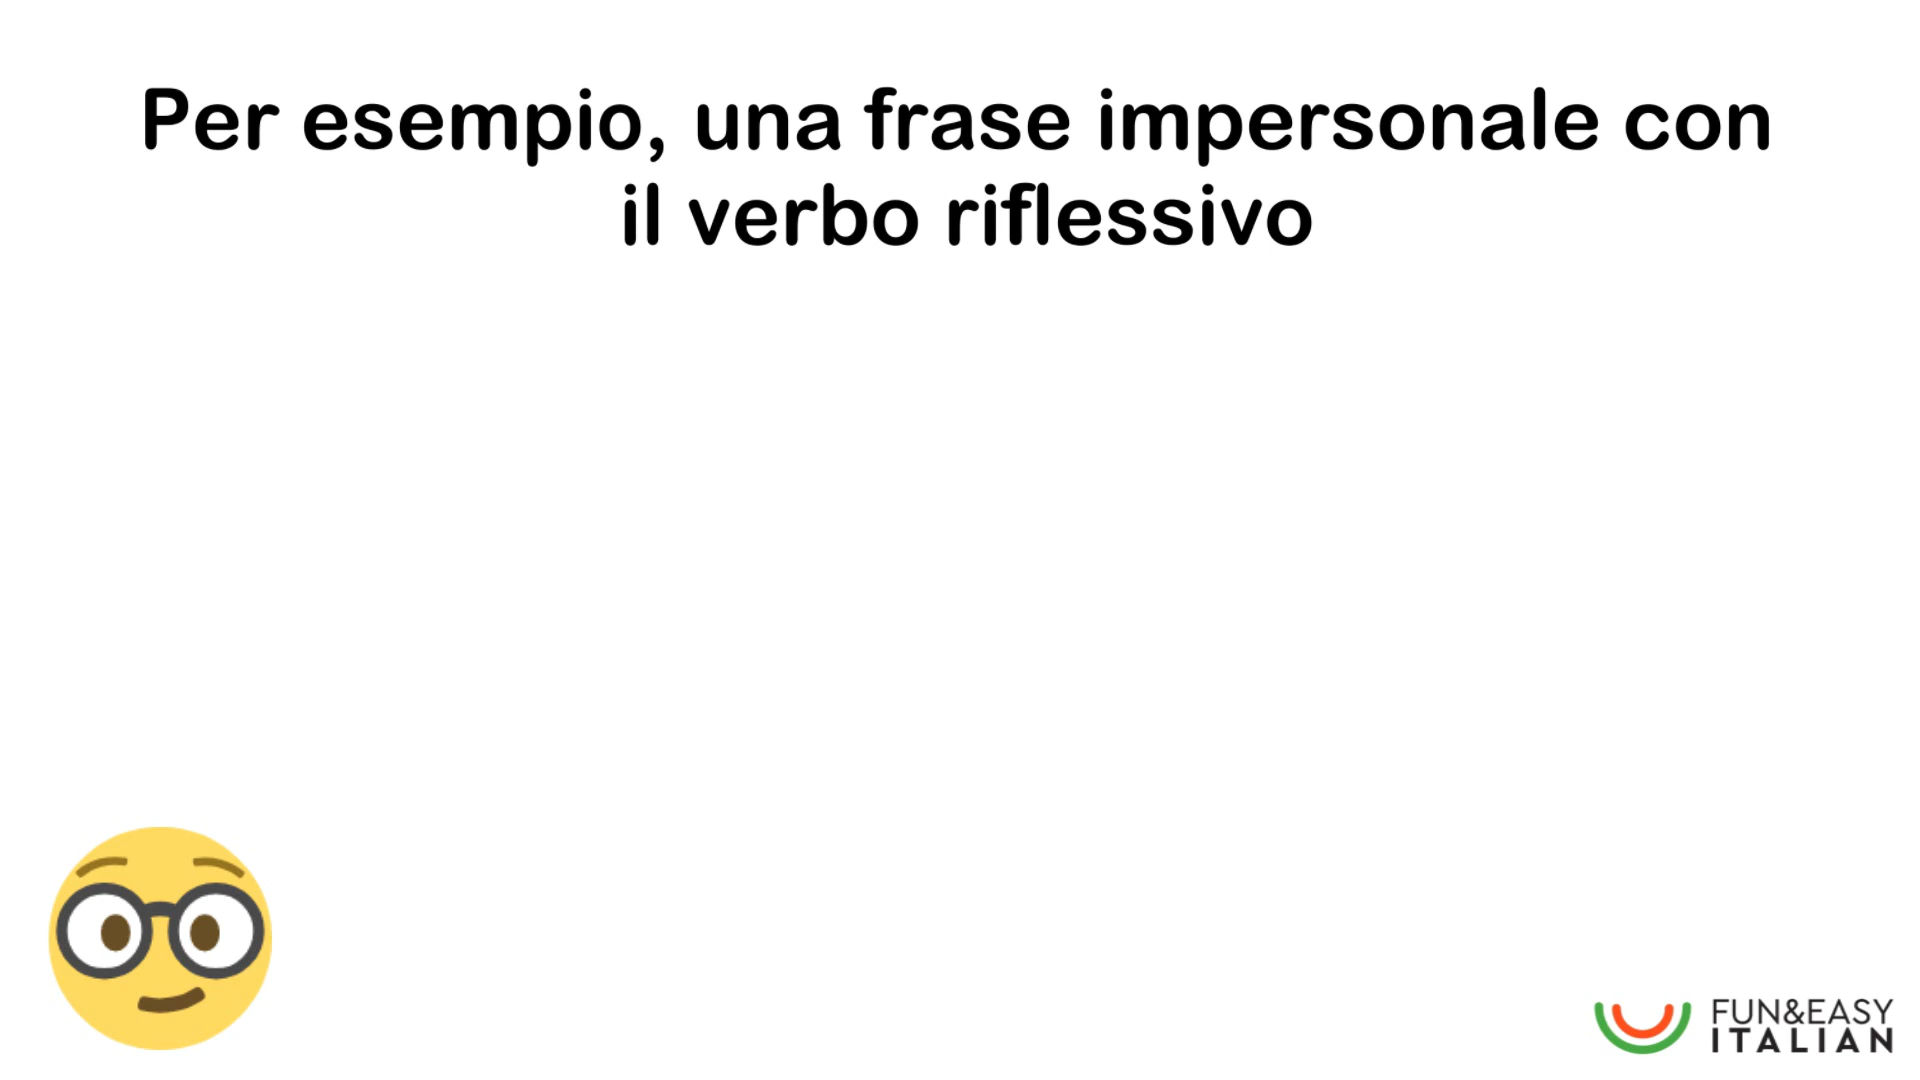 Per esempio, una frase impersonale con
il verbo riflessivo
FUN&EASY
ITALIAN